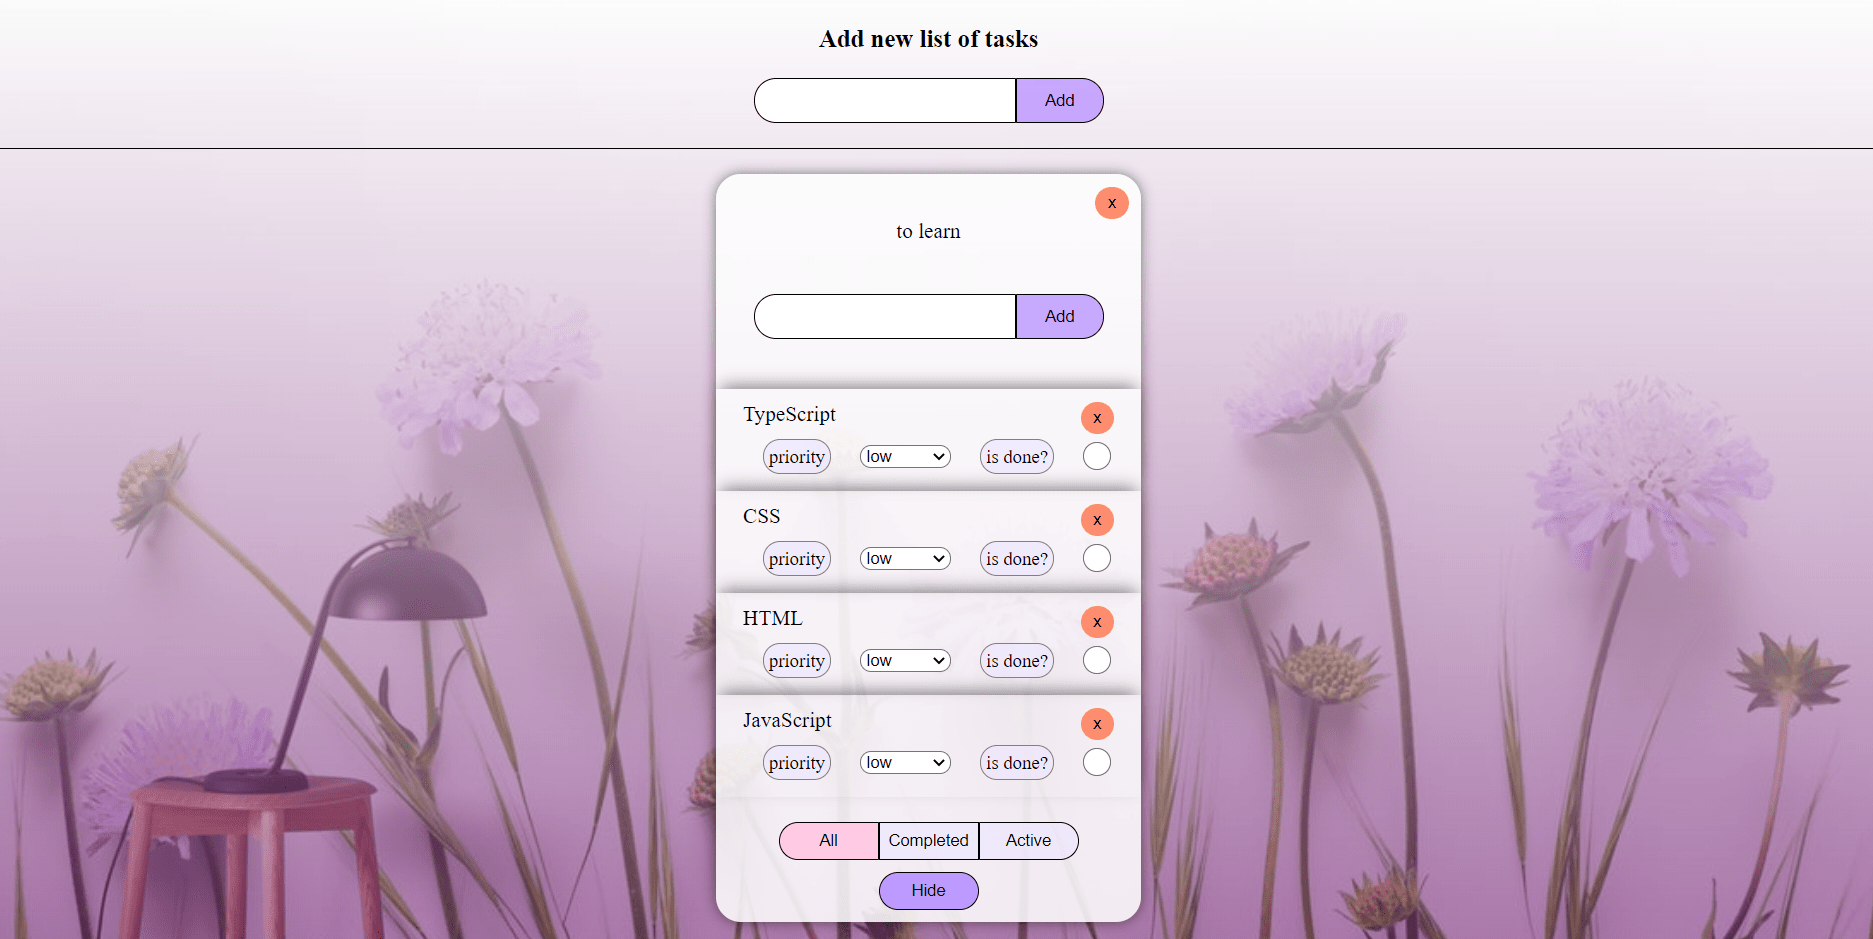 Add new list of tasks
Add
x
to learn
Add
TypeScript
x
priority low is done?
CSS
x
priority low is done?
HTML
x
priority low is done?
JavaScript
x
priority low is done?
All Completed Active
Hide